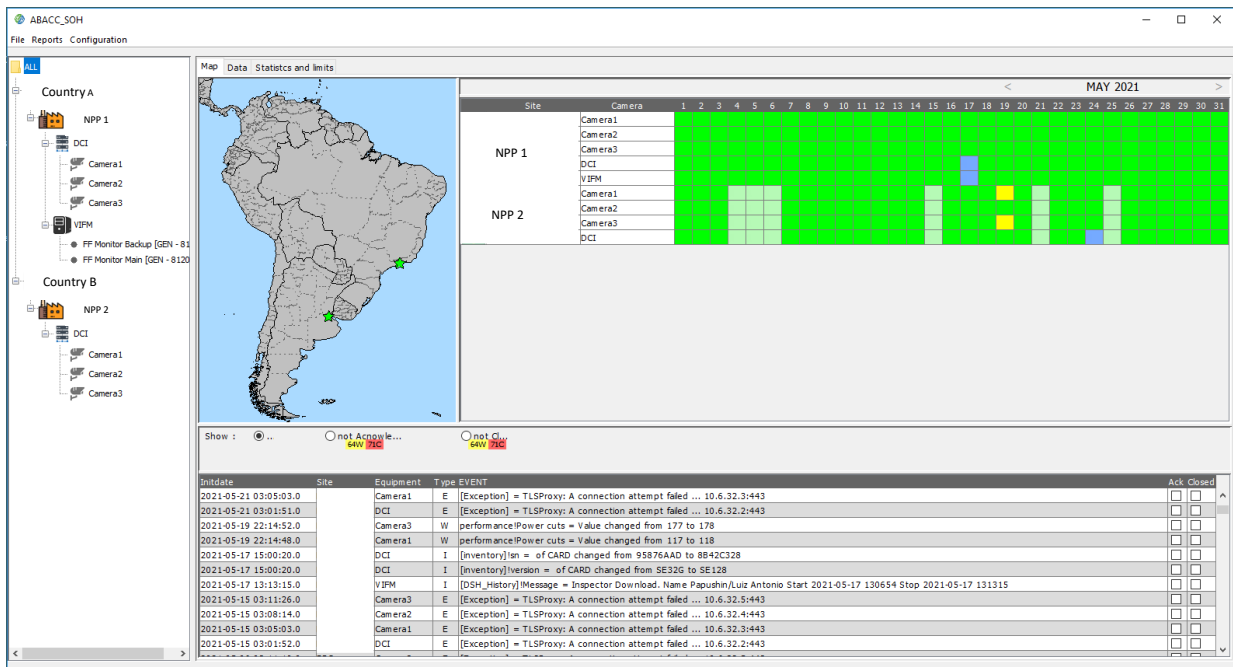 ABACC_SOH
File Reports Configuration
ALL
Country A
NPP 1
DCI
Camera1
Camera2
Camera3
VIFM
FF Monitor Backup [GEN - 81
FF Monitor Main [GEN - 8120
Country B
NPP 2
DCI
Camera1
Camera2
Camera3
Map Data Statistcs and limits
< MAY 2021 >
Site Camera 1 2 3 4 5 6 7 8 9 10 11 12 13 14 15 16 17 18 19 20 21 22 23 24 25 26 27 28 29 30 31
NPP 1
Camera1
Camera2
Camera3
DCI
VIFM
NPP 2
Camera1
Camera2
Camera3
DCI
Show : .. not Acnowle... not Cl...
64W 71C 64W 71C
Initdate Site Equipment Type EVENT Ack Closed
2021-05-21 03:05:03.0 Camera1 E [Exception] = TLSProxy: A connection attempt failed ... 10.6.32.3:443
2021-05-21 03:01:51.0 DCI E [Exception] = TLSProxy: A connection attempt failed ... 10.6.32.2:443
2021-05-19 22:14:52.0 Camera3 W performance!Power cuts = Value changed from 177 to 178
2021-05-19 22:14:48.0 Camera1 W performance!Power cuts = Value changed from 117 to 118
2021-05-17 15:00:20.0 DCI I [inventory]!sn = of CARD changed from 95876AAD to 8B42C328
2021-05-17 15:00:20.0 DCI I [inventory]!version = of CARD changed from SE32G to SE128
2021-05-17 13:13:15.0 VIFM I [DSH_History]!Message = Inspector Download. Name Papushin/Luiz Antonio Start 2021-05-17 130654 Stop 2021-05-17 131315
2021-05-15 03:11:26.0 Camera3 E [Exception] = TLSProxy: A connection attempt failed ... 10.6.32.5:443
2021-05-15 03:08:14.0 Camera2 E [Exception] = TLSProxy: A connection attempt failed ... 10.6.32.4:443
2021-05-15 03:05:03.0 Camera1 E [Exception] = TLSProxy: A connection attempt failed ... 10.6.32.3:443
2021-05-15 03:01:52.0 DCI E [Exception] = TLSProxy: A connection attempt failed ... 10.6.32.2:443